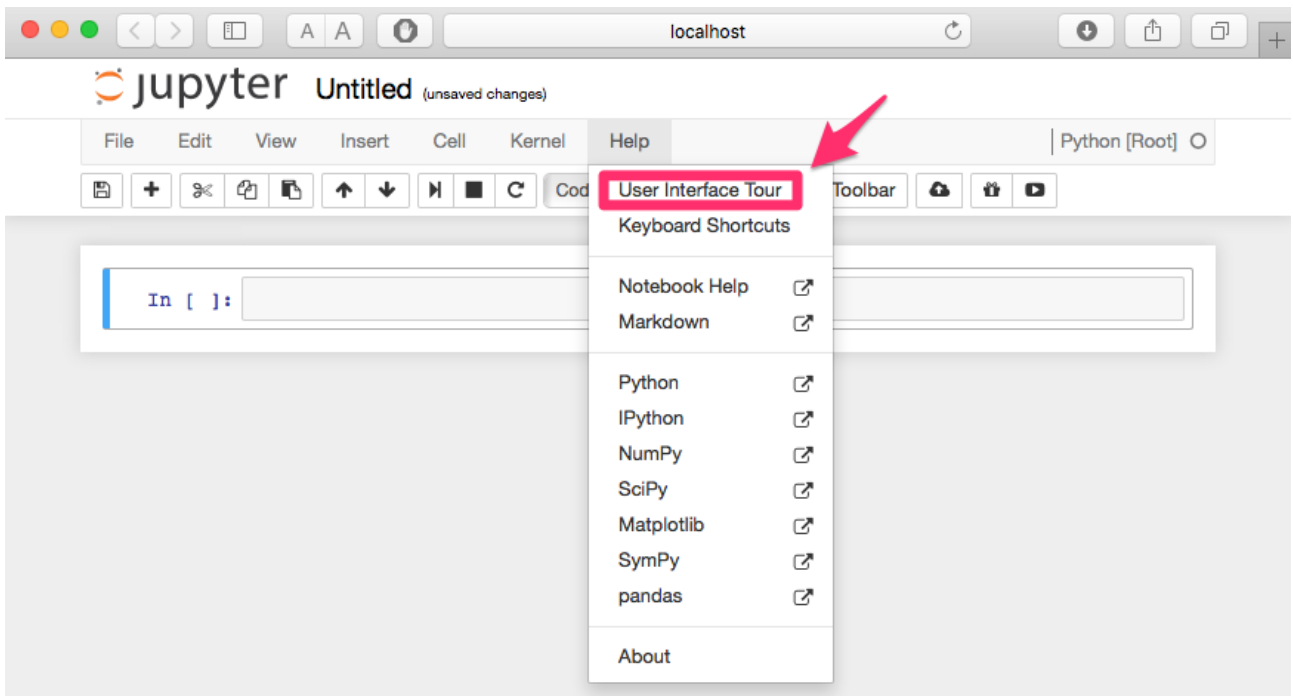 A A localhost
jupyter Untitled (unsaved changes)
File Edit View Insert Cell Kernel Help Python [Root]
Cod User Interface Tour Toolbar
Keyboard Shortcuts
In [ ]: Notebook Help
Markdown
Python
IPython
NumPy
SciPy
Matplotlib
SymPy
pandas
About